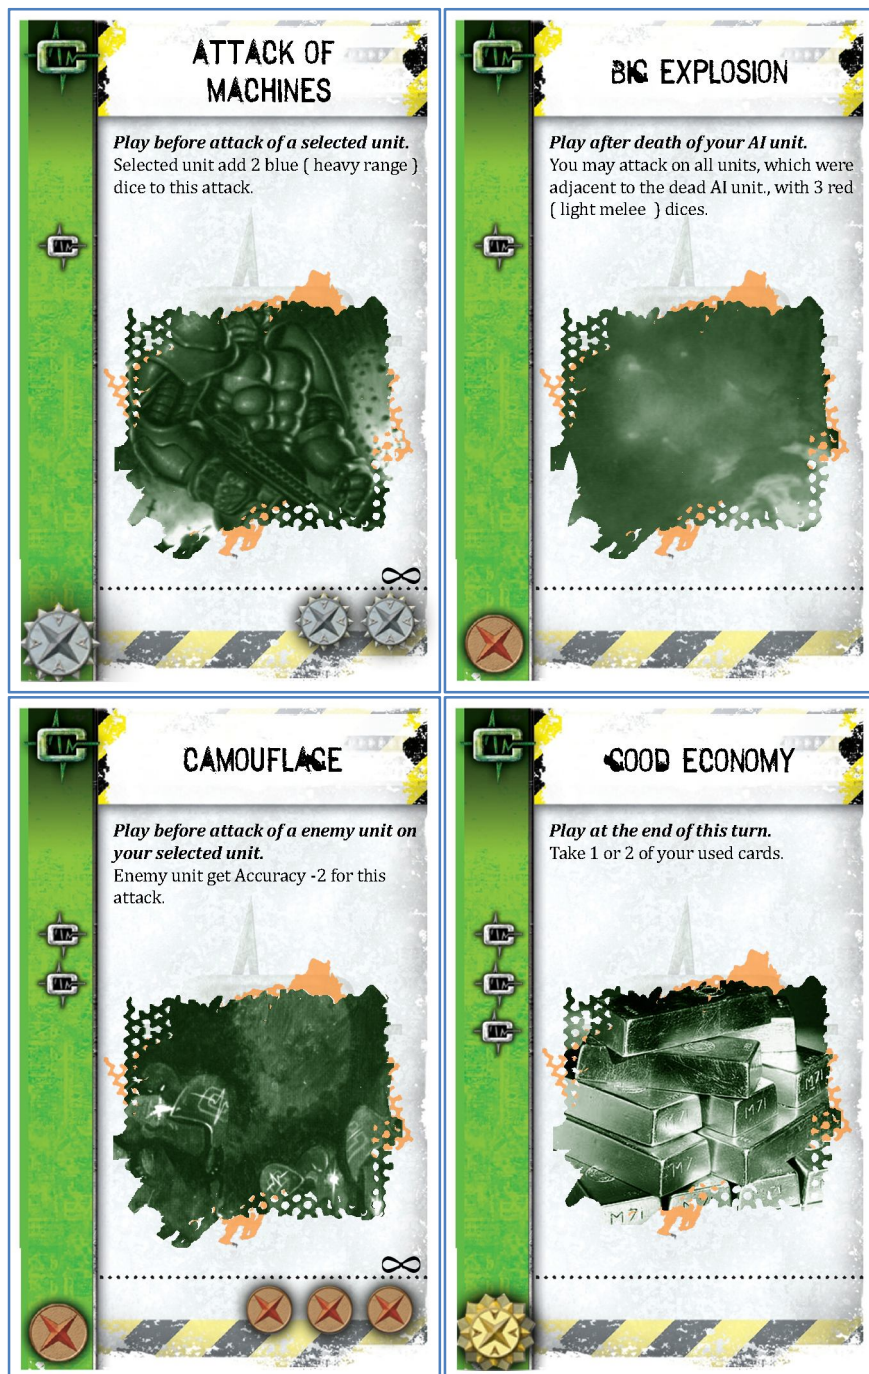 ATTACK OF
MACHINES
Play before attack of a selected unit.
Selected unit add 2 blue ( heavy range )
dice to this attack.
∞
BIG EXPLOSION
Play after death of your AI unit.
You may attack on all units, which were
adjacent to the dead AI unit., with 3 red
( light melee ) dices.
CAMOUFLAGE
Play before attack of a enemy unit on
your selected unit.
Enemy unit get Accuracy -2 for this
attack.
∞
GOOD ECONOMY
Play at the end of this turn.
Take 1 or 2 of your used cards.
M71
M71
M7
M71